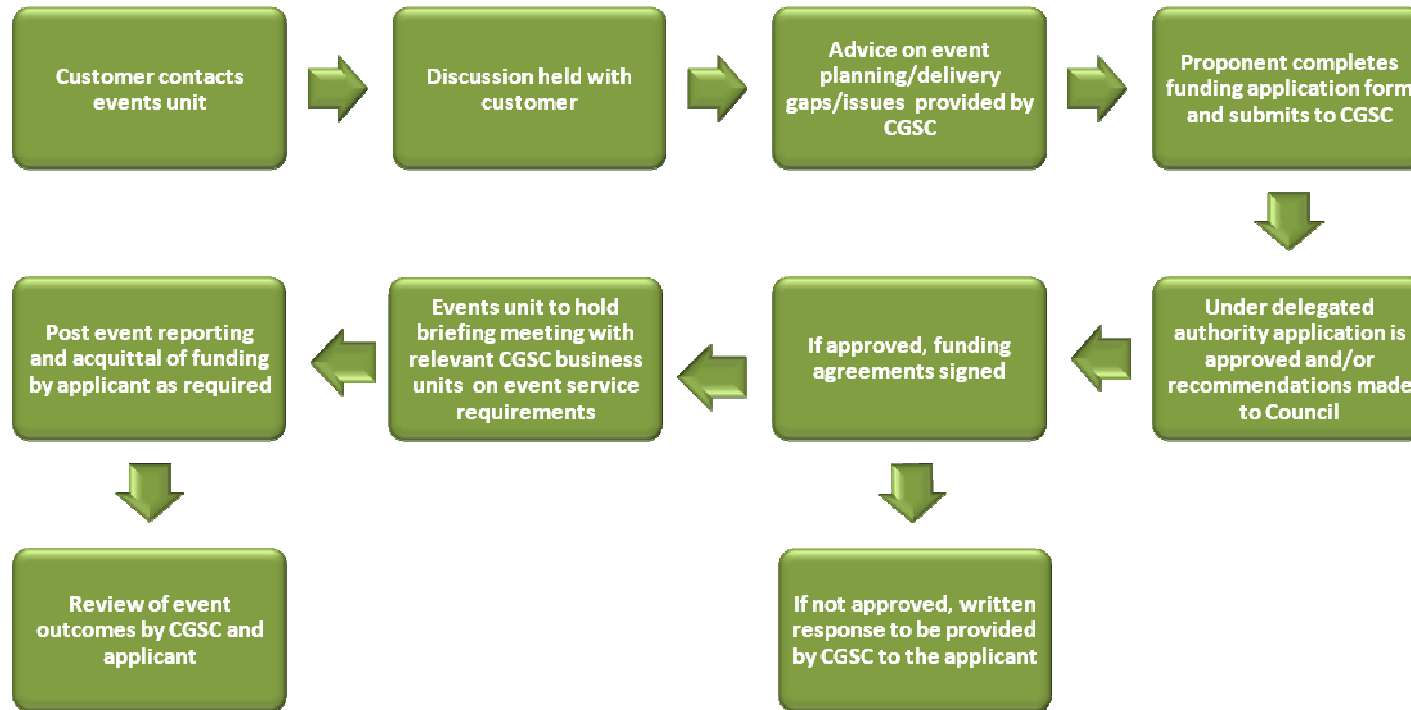 Customer contacts
events unit
Discussion held with
customer
Advice on event
planning/delivery
gaps/issues provided by
CGSC
Proponent completes
funding application form
and submits to CGSC
Under delegated
authority application is
approved and/or
recommendations made
to Council
If approved, funding
agreements signed
Events unit to hold
briefing meeting with
relevant CGSC business
units on event service
requirements
Post event reporting
and acquittal of funding
by applicant as required
Review of event
outcomes by CGSC and
applicant
If not approved, written
response to be provided
by CGSC to the applicant